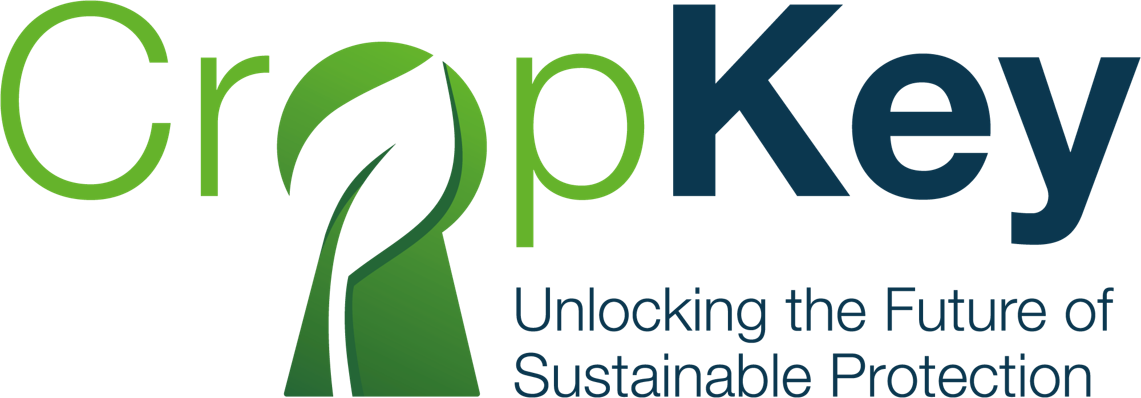 CropKey
Unlocking the Future of
Sustainable Protection